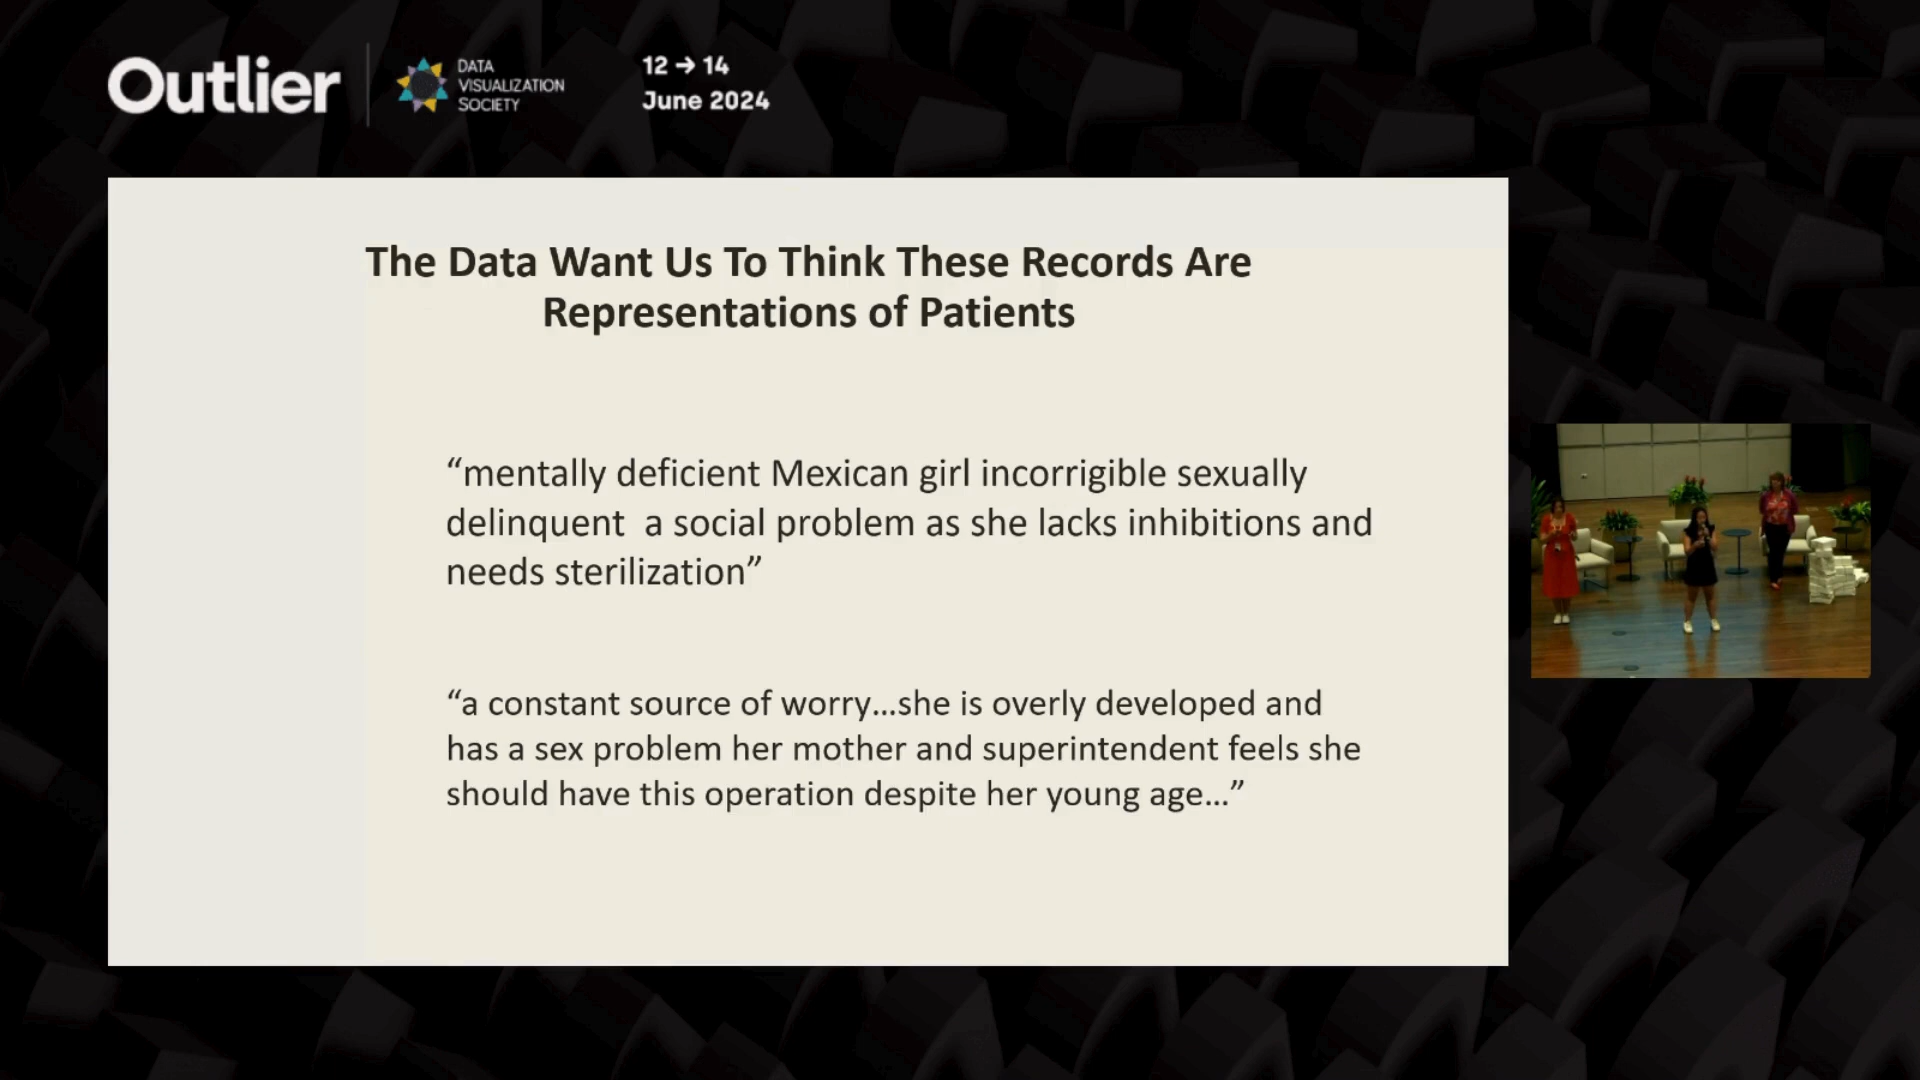 Outlier
DATA
VISUALIZATION
SOCIETY
12 → 14
June 2024
The Data Want Us To Think These Records Are
Representations of Patients
“mentally deficient Mexican girl incorrigible sexually
delinquent  a social problem as she lacks inhibitions and
needs sterilization”
“a constant source of worry...she is overly developed and
has a sex problem her mother and superintendent feels she
should have this operation despite her young age...”